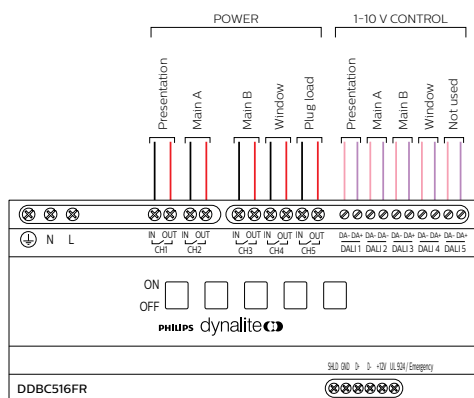 POWER 1-10 V CONTROL
Presentation Main A Main B Window Plug load Presentation Main A Main B Window Not used
N L IN OUT IN OUT IN OUT IN OUT IN OUT DA- DA+ DA- DA+ DA- DA+ DA- DA+ DA- DA+
CH1 CH2 CH3 CH4 CH5 DALI 1 DALI 2 DALI 3 DALI 4 DALI 5
ON
OFF
PHILIPS dynalite
SHLD GND D+ D- +12V UL 924 / Emergency
DDBC516FR